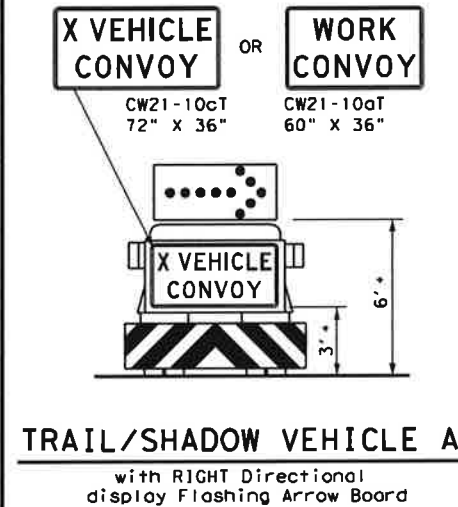 X VEHICLE
CONVOY
OR
WORK
CONVOY
CW21-10cT
72" X 36"
CW21-10aT
60" X 36"
X VEHICLE
CONVOY
3'+
6'+
TRAIL/SHADOW VEHICLE A
with RIGHT Directional
display Flashing Arrow Board